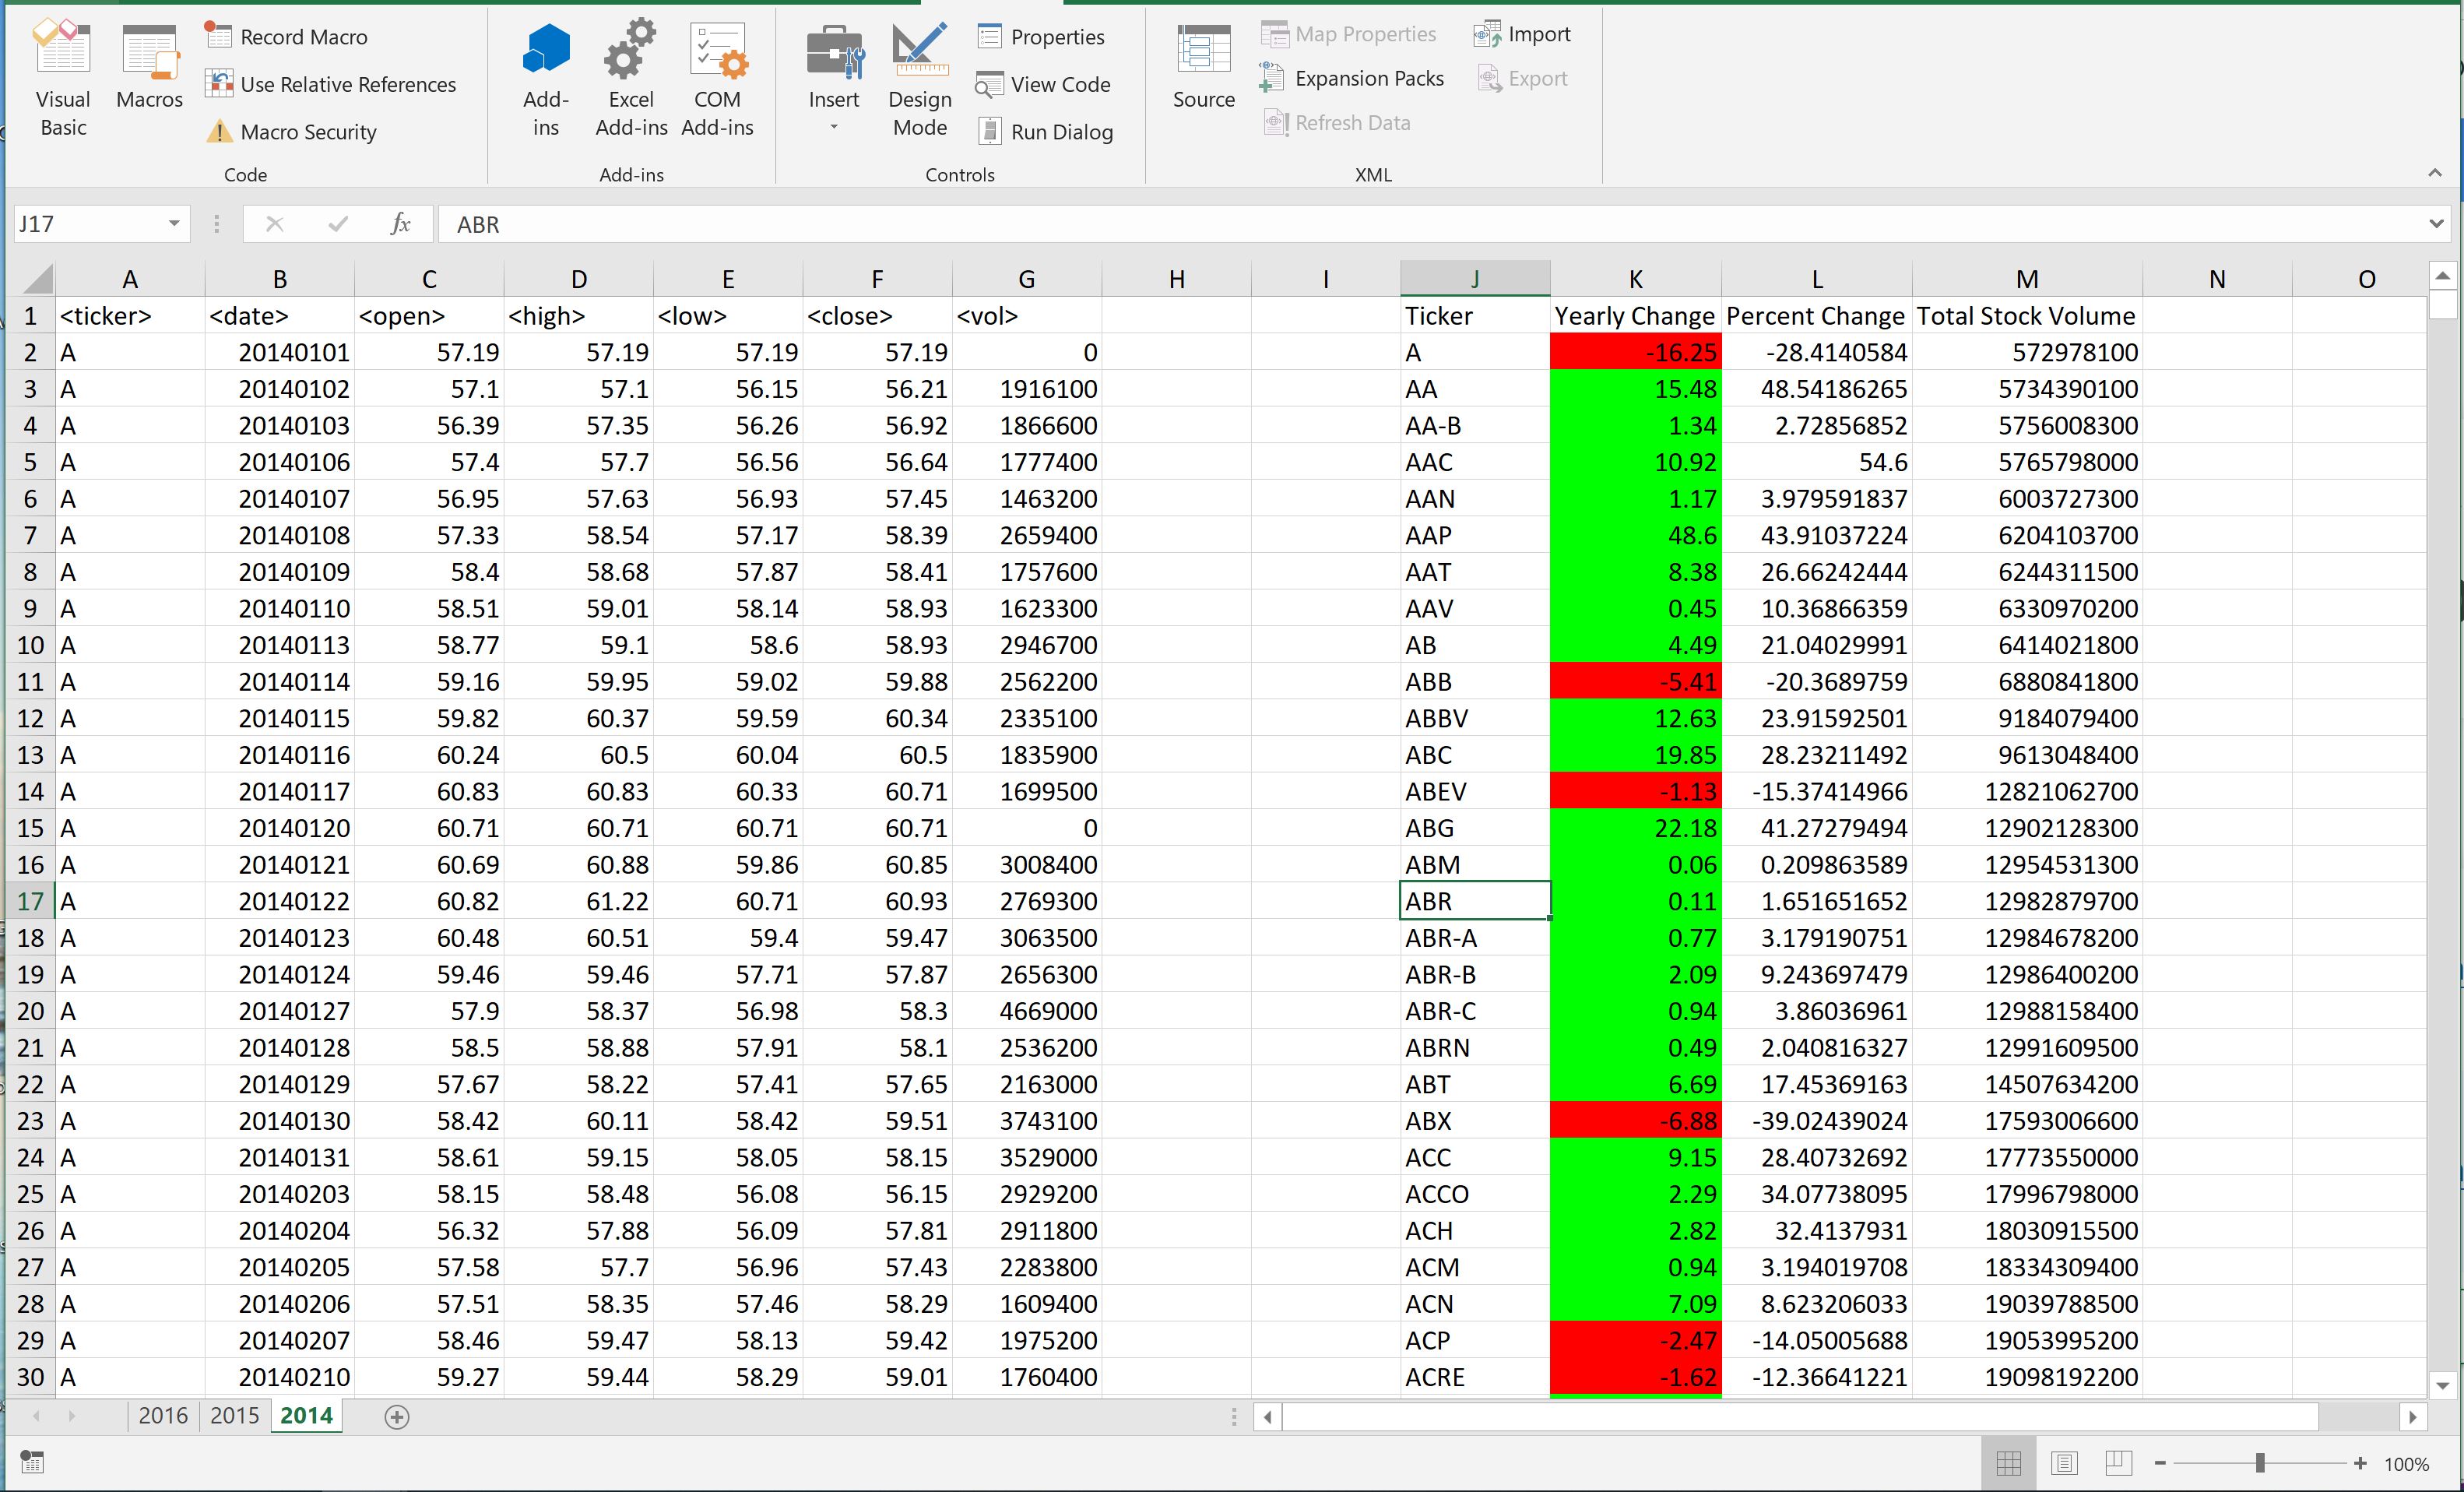 Visual Basic Macros Record Macro Use Relative References Macro Security
Code
Add-ins Excel Add-ins COM Add-ins
Add-ins
Insert Design Mode Properties View Code Run Dialog
Controls
Source Map Properties Expansion Packs Refresh Data Import Export
XML
J17 fx ABR
A B C D E F G H I J K L M N O
1 <ticker> <date> <open> <high> <low> <close> <vol> Ticker Yearly Change Percent Change Total Stock Volume
2 A 20140101 57.19 57.19 57.19 57.19 0 A -16.25 -28.4140584 572978100
3 A 20140102 57.1 57.1 56.15 56.21 1916100 AA 15.48 48.54186265 5734390100
4 A 20140103 56.39 57.35 56.26 56.92 1866600 AA-B 1.34 2.72856852 5756008300
5 A 20140106 57.4 57.7 56.56 56.64 1777400 AAC 10.92 54.6 5765798000
6 A 20140107 56.95 57.63 56.93 57.45 1463200 AAN 1.17 3.979591837 6003727300
7 A 20140108 57.33 58.54 57.17 58.39 2659400 AAP 48.6 43.91037224 6204103700
8 A 20140109 58.4 58.68 57.87 58.41 1757600 AAT 8.38 26.66242444 6244311500
9 A 20140110 58.51 59.01 58.14 58.93 1623300 AAV 0.45 10.36866359 6330970200
10 A 20140113 58.77 59.1 58.6 58.93 2946700 AB 4.49 21.04029991 6414021800
11 A 20140114 59.16 59.95 59.02 59.88 2562200 ABB -5.41 -20.3689759 6880841800
12 A 20140115 59.82 60.37 59.59 60.34 2335100 ABBV 12.63 23.91592501 9184079400
13 A 20140116 60.24 60.5 60.04 60.5 1835900 ABC 19.85 28.23211492 9613048400
14 A 20140117 60.83 60.83 60.33 60.71 1699500 ABEV -1.13 -15.37414966 12821062700
15 A 20140120 60.71 60.71 60.71 60.71 0 ABG 22.18 41.27279494 12902128300
16 A 20140121 60.69 60.88 59.86 60.85 3008400 ABM 0.06 0.209863589 12954531300
17 A 20140122 60.82 61.22 60.71 60.93 2769300 ABR 0.11 1.651651652 12982879700
18 A 20140123 60.48 60.51 59.4 59.47 3063500 ABR-A 0.77 3.179190751 12984678200
19 A 20140124 59.46 59.46 57.71 57.87 2656300 ABR-B 2.09 9.243697479 12986400200
20 A 20140127 57.9 58.37 56.98 58.3 4669000 ABR-C 0.94 3.86036961 12988158400
21 A 20140128 58.5 58.88 57.91 58.1 2536200 ABRN 0.49 2.040816327 12991609500
22 A 20140129 57.67 58.22 57.41 57.65 2163000 ABT 6.69 17.45369163 14507634200
23 A 20140130 58.42 60.11 58.42 59.51 3743100 ABX -6.88 -39.02439024 17593006600
24 A 20140131 58.61 59.15 58.05 58.15 3529000 ACC 9.15 28.40732692 17773550000
25 A 20140203 58.15 58.48 56.08 56.15 2929200 ACCO 2.29 34.07738095 17996798000
26 A 20140204 56.32 57.88 56.09 57.81 2911800 ACH 2.82 32.4137931 18030915500
27 A 20140205 57.58 57.7 56.96 57.43 2283800 ACM 0.94 3.194019708 18334309400
28 A 20140206 57.51 58.35 57.46 58.29 1609400 ACN 7.09 8.623206033 19039788500
29 A 20140207 58.46 59.47 58.13 59.42 1975200 ACP -2.47 -14.05005688 19053995200
30 A 20140210 59.27 59.44 58.29 59.01 1760400 ACRE -1.62 -12.36641221 19098192200
2016 2015 2014
100%